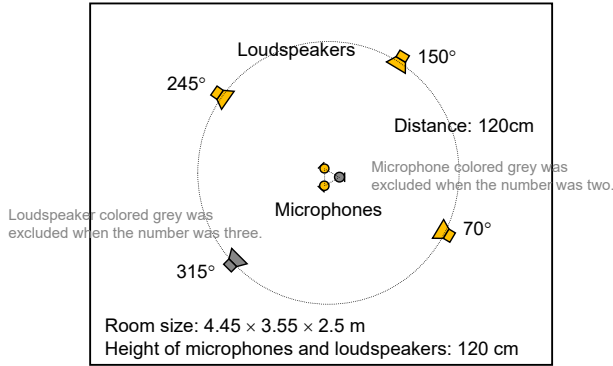 Loudspeakers
150°
245°
Distance: 120cm
Microphone colored grey was
excluded when the number was two.
Microphones
Loudspeaker colored grey was
excluded when the number was three.
70°
315°
Room size: 4.45 × 3.55 × 2.5 m
Height of microphones and loudspeakers: 120 cm